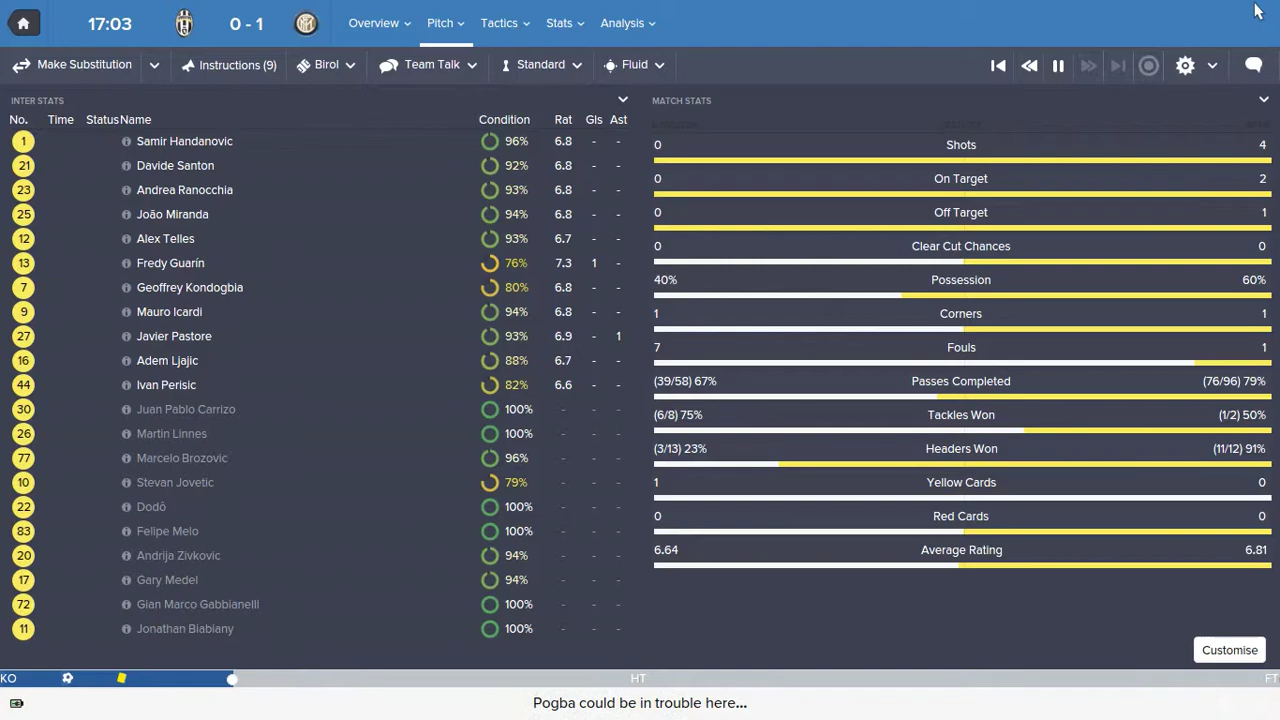 17:03 0 - 1 Overview Pitch Tactics Stats Analysis
Make Substitution Instructions (9) Birol Team Talk Standard Fluid
INTER STATS
No. Time Status Name Condition Rat Gls Ast
1 Samir Handanovic 96% 6.8 - -
21 Davide Santon 92% 6.8 - -
23 Andrea Ranocchia 93% 6.8 - -
25 João Miranda 94% 6.8 - -
12 Alex Telles 93% 6.7 - -
13 Fredy Guarín 76% 7.3 1 -
7 Geoffrey Kondogbia 80% 6.8 - -
9 Mauro Icardi 94% 6.8 - -
27 Javier Pastore 93% 6.9 - 1
16 Adem Ljajic 88% 6.7 - -
44 Ivan Perisic 82% 6.6 - -
30 Juan Pablo Carrizo 100% - - -
26 Martin Linnes 100% - - -
77 Marcelo Brozovic 96% - - -
10 Stevan Jovetic 79% - - -
22 Dodô 100% - - -
83 Felipe Melo 100% - - -
20 Andrija Zivkovic 94% - - -
17 Gary Medel 94% - - -
72 Gian Marco Gabbianelli 100% - - -
11 Jonathan Biabiany 100% - - -
MATCH STATS
0 Shots 4
0 On Target 2
0 Off Target 1
0 Clear Cut Chances 0
40% Possession 60%
1 Corners 1
7 Fouls 1
(39/58) 67% Passes Completed (76/96) 79%
(6/8) 75% Tackles Won (1/2) 50%
(3/13) 23% Headers Won (11/12) 91%
1 Yellow Cards 0
0 Red Cards 0
6.64 Average Rating 6.81
Customise
KO HT FT
Pogba could be in trouble here...